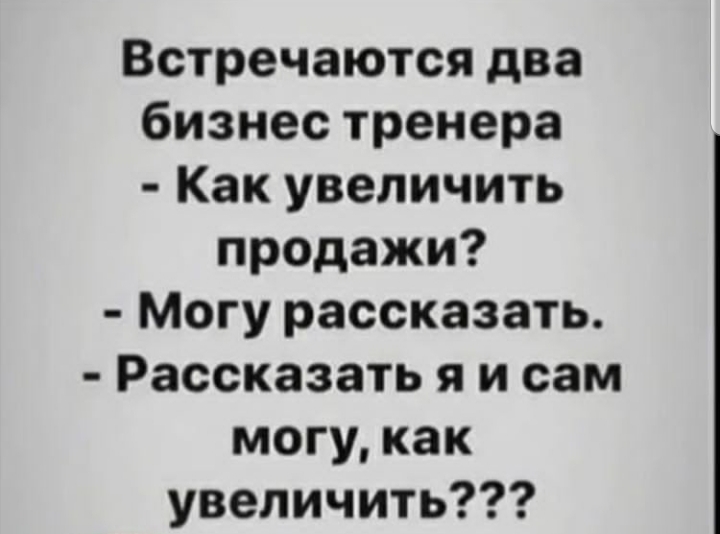 Встречаются два
бизнес тренера
- Как увеличить
продажи?
- Могу рассказать.
- Рассказать я и сам
могу, как
увеличить???